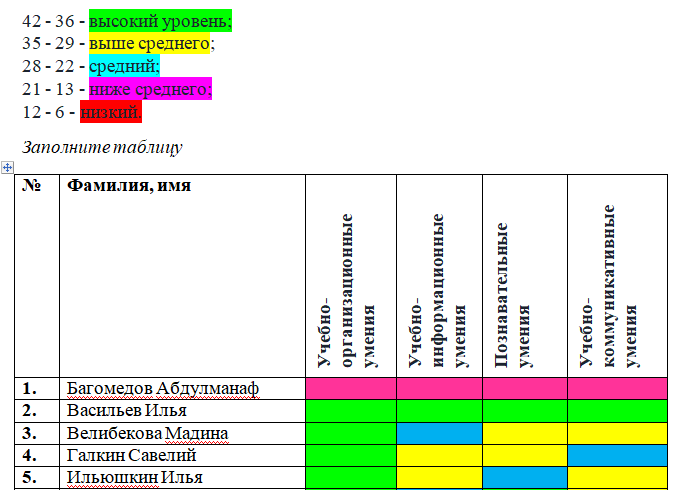 42 - 36 - высокий уровень;
35 - 29 - выше среднего;
28 - 22 - средний;
21 - 13 - ниже среднего;
12 - 6 - низкий.
Заполните таблицу
№ Фамилия, имя
Учебно-
организационные
умения
Учебно-
информационные
умения
Познавательные
умения
Учебно-
коммуникативные
умения
1. Багомедов Абдулманаф
2. Васильев Илья
3. Велибекова Мадина
4. Галкин Савелий
5. Ильюшкин Илья